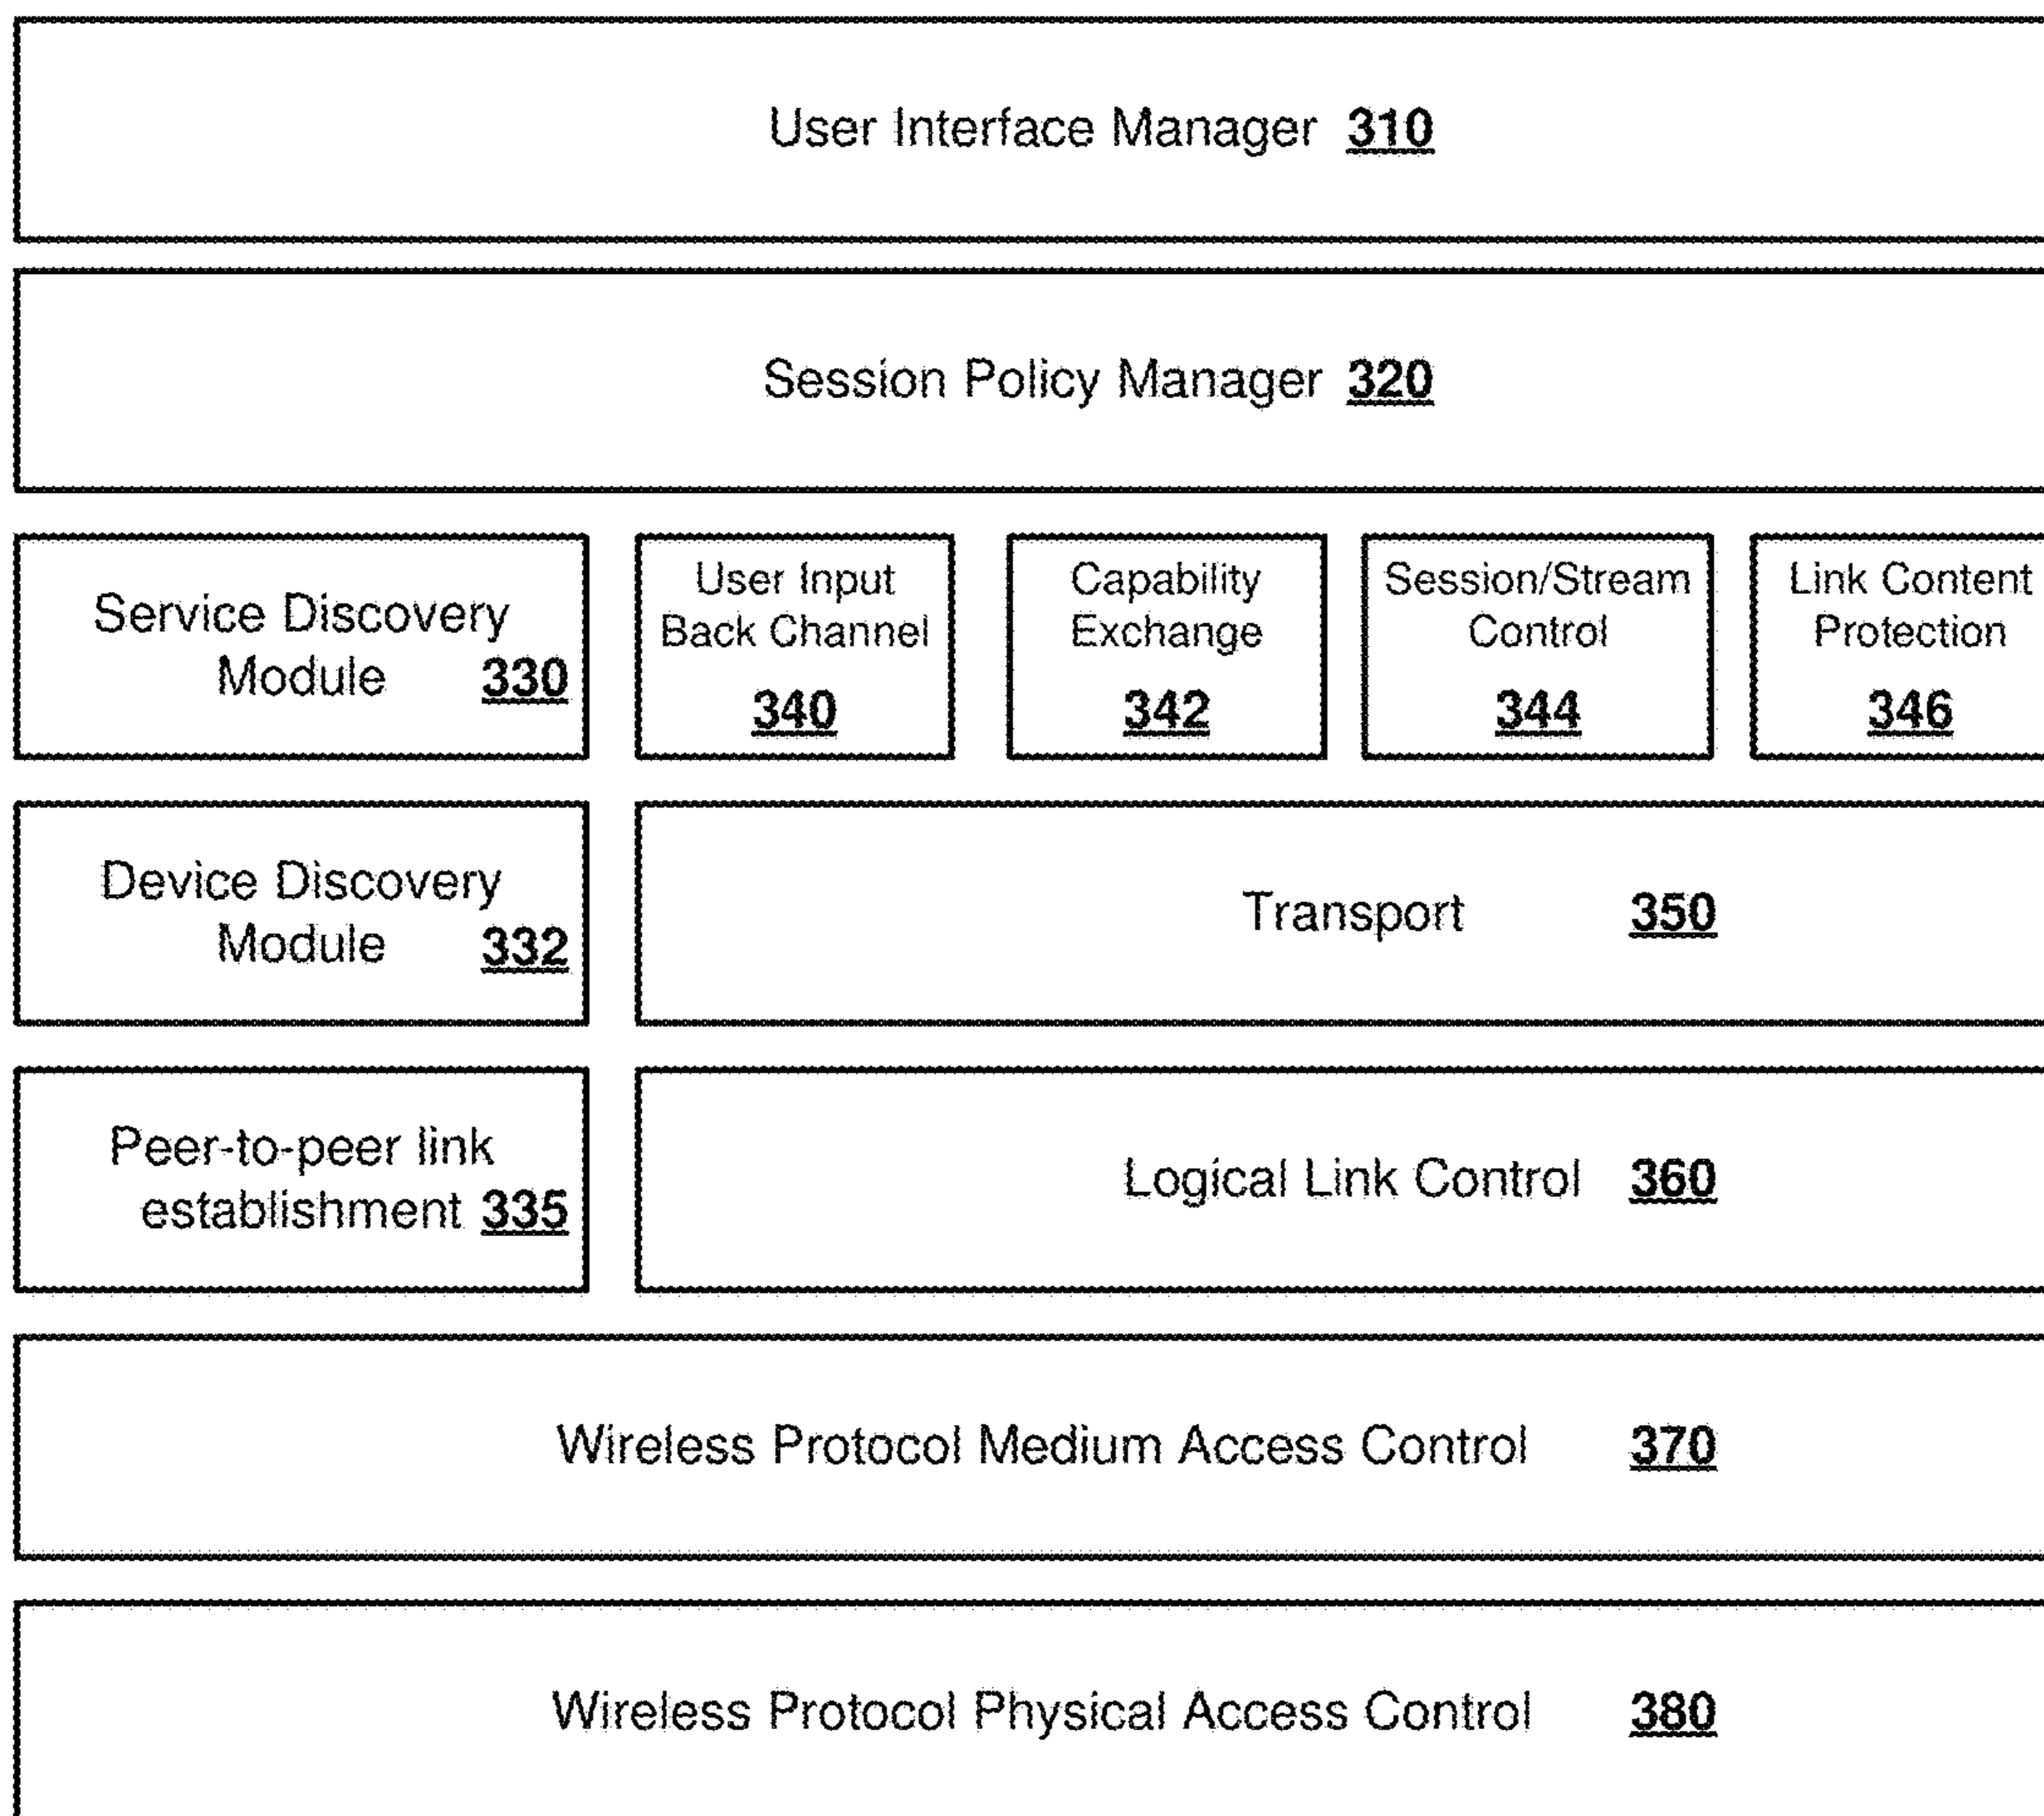 User Interface Manager 310
Session Policy Manager 320
Service Discovery
Module 330
User Input
Back Channel
340
Capability
Exchange
342
Session/Stream
Control
344
Link Content
Protection
346
Device Discovery
Module 332
Transport 350
Peer-to-peer link
establishment 335
Logical Link Control 360
Wireless Protocol Medium Access Control 370
Wireless Protocol Physical Access Control 380